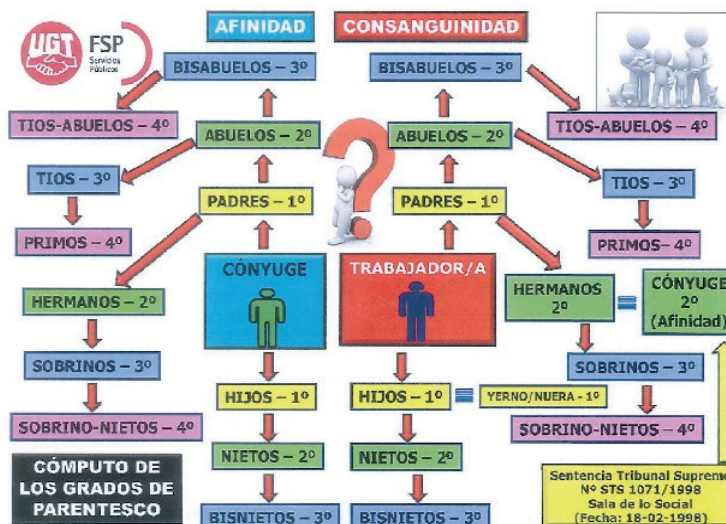 UGT
FSP
Servicios
Públicos
AFINIDAD
CONSANGUINIDAD
BISABUELOS – 3º
BISABUELOS – 3º
TIOS-ABUELOS – 4º
ABUELOS – 2º
ABUELOS – 2º
TIOS-ABUELOS – 4º
TIOS – 3º
PADRES – 1º
PADRES – 1º
TIOS – 3º
PRIMOS – 4º
PRIMOS – 4º
CÓNYUGE
TRABAJADOR/A
HERMANOS – 2º
HERMANOS
2º
CÓNYUGE
2º
(Afinidad)
SOBRINOS – 3º
SOBRINOS – 3º
HIJOS – 1º
HIJOS – 1º
YERNO/NUERA - 1º
SOBRINO-NIETOS – 4º
SOBRINO-NIETOS – 4º
NIETOS – 2º
NIETOS – 2º
CÓMPUTO DE
LOS GRADOS DE
PARENTESCO
BISNIETOS – 3º
BISNIETOS – 3º
Sentencia Tribunal Supremo
Nº STS 1071/1998
Sala de lo Social
(Fecha: 18-02-1998)